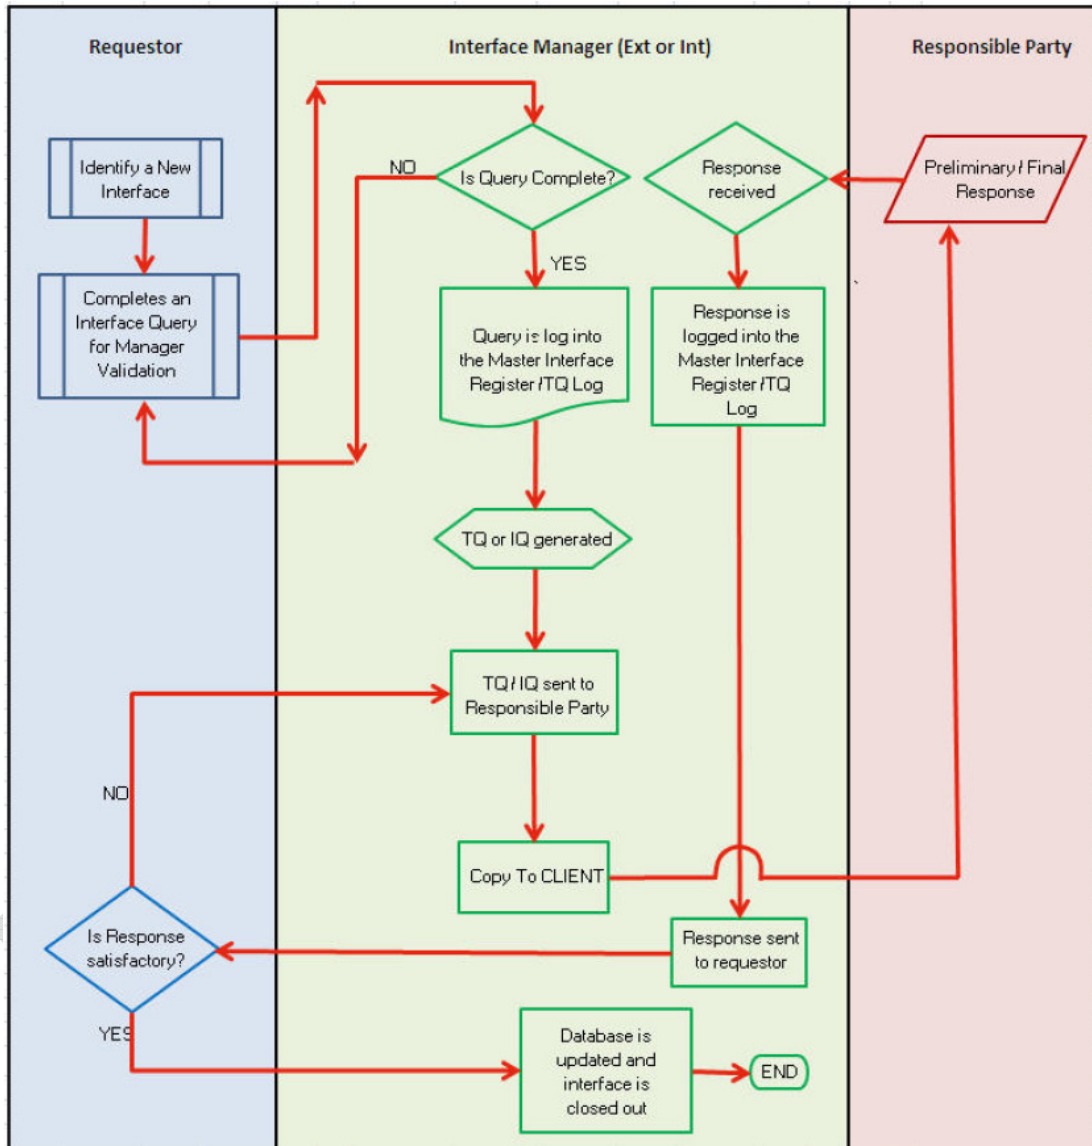 Requestor
Interface Manager (Ext or Int)
Responsible Party
Identify a New
Interface
Completes an
Interface Query
for Manager
Validation
NO
Is Query Complete?
YES
Query is log into
the Master Interface
Register /TQ Log
TQ or IQ generated
TQ / IQ sent to
Responsible Party
Copy To CLIENT
Response
received
Response is
logged into the
Master Interface
Register /TQ
Log
Response sent
to requestor
Preliminary / Final
Response
NO
Is Response
satisfactory?
YES
Database is
updated and
interface is
closed out
END